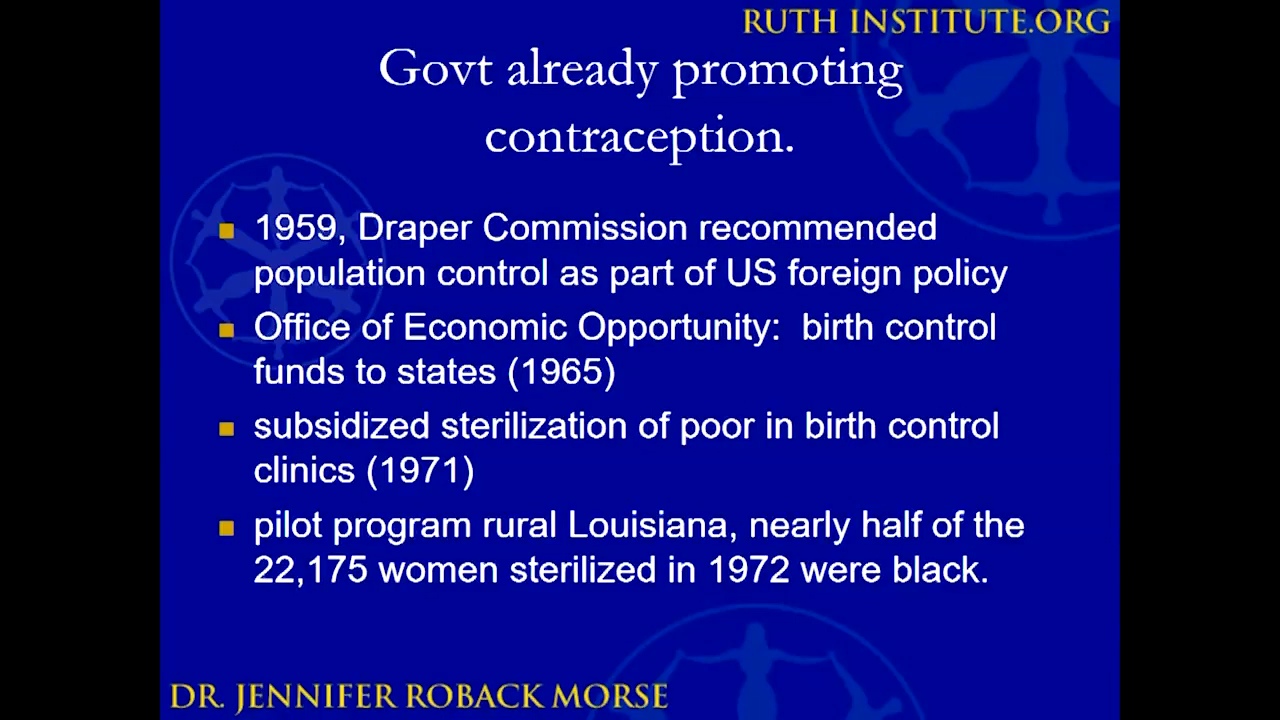 RUTH INSTITUTE.ORG
Govt already promoting
contraception.
1959, Draper Commission recommended
population control as part of US foreign policy
Office of Economic Opportunity:  birth control
funds to states (1965)
subsidized sterilization of poor in birth control
clinics (1971)
pilot program rural Louisiana, nearly half of the
22,175 women sterilized in 1972 were black.
DR. JENNIFER ROBACK MORSE